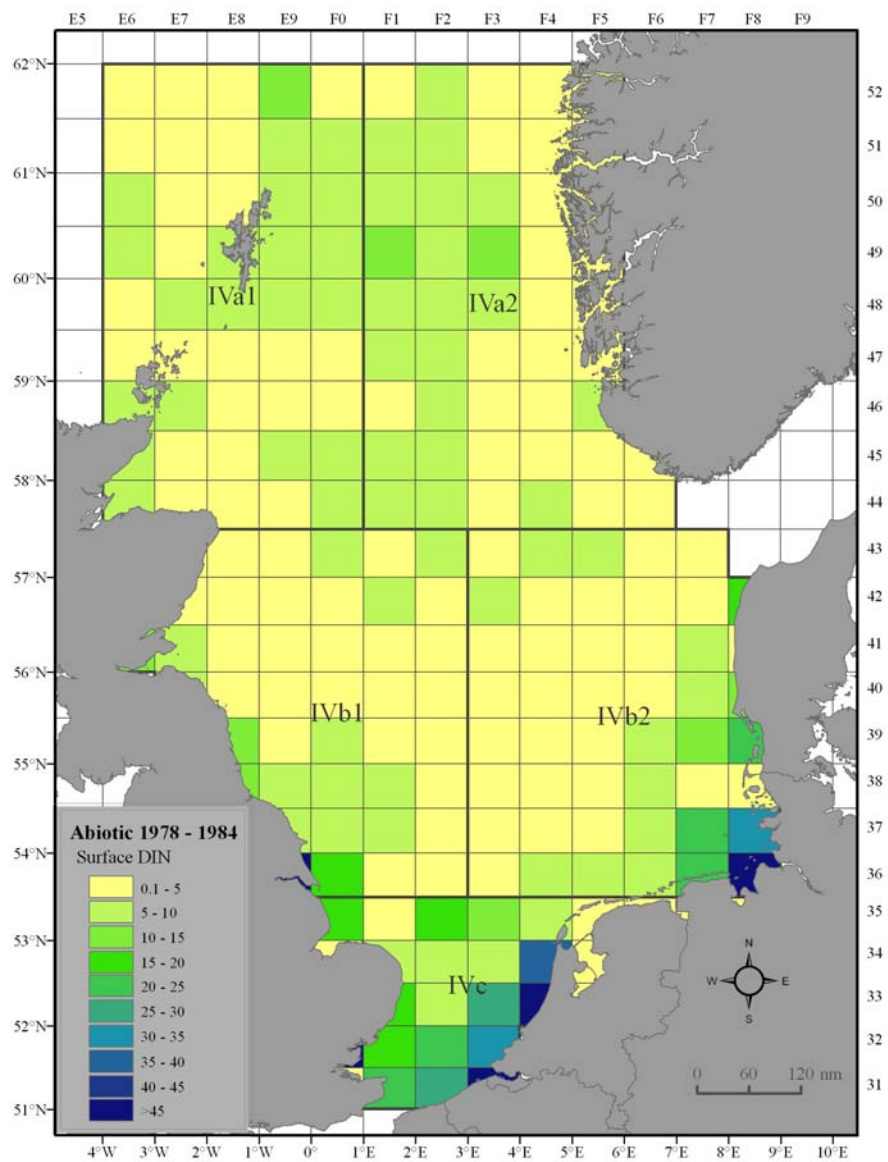 E5 E6 E7 E8 E9 F0 F1 F2 F3 F4 F5 F6 F7 F8 F9
62°N
52
51
61°N
50
49
60°N
IVa1
IVa2
48
47
59°N
46
45
58°N
44
43
57°N
42
41
56°N
40
IVb1
IVb2
39
55°N
38
Abiotic 1978 - 1984
Surface DIN
0.1 - 5
5 - 10
10 - 15
15 - 20
20 - 25
25 - 30
30 - 35
35 - 40
40 - 45
>45
37
54°N
36
35
53°N
34
IVc
N
W
E
S
33
52°N
32
0 60 120 nm
31
51°N
4°W 3°W 2°W 1°W 0° 1°E 2°E 3°E 4°E 5°E 6°E 7°E 8°E 9°E 10°E